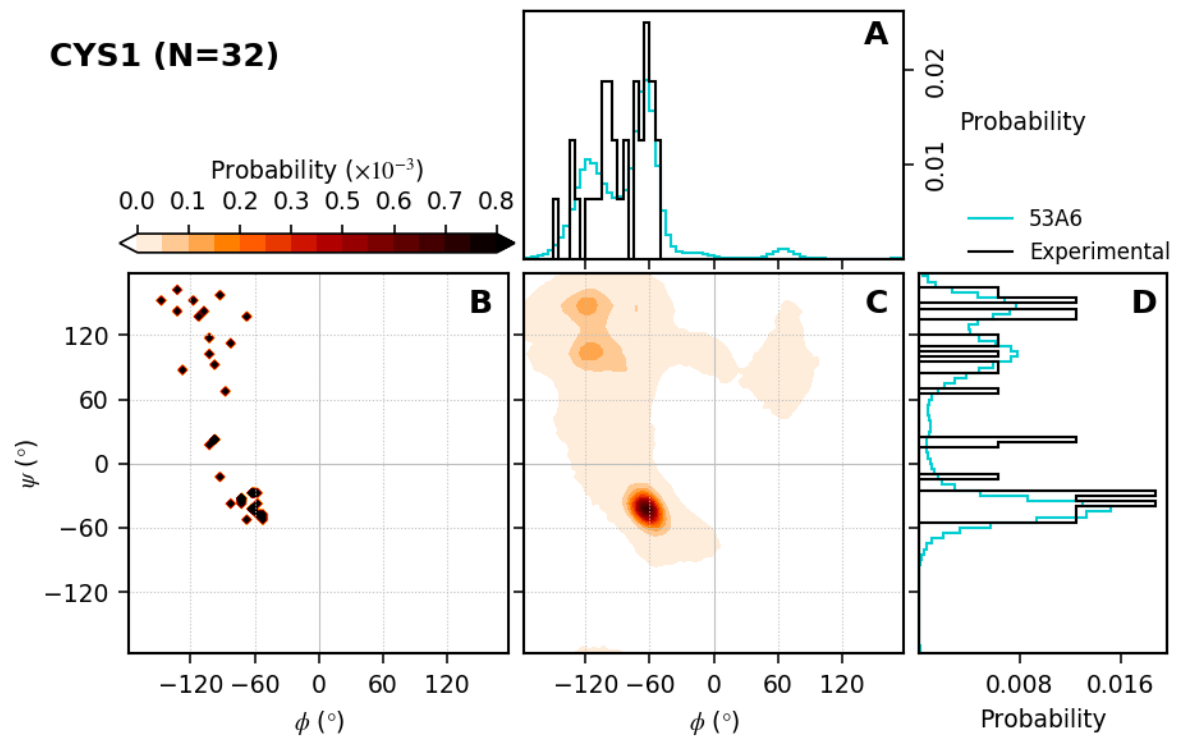 CYS1 (N=32)
A
0.02
0.01
Probability
53A6
Experimental
Probability (×10⁻³)
0.0 0.1 0.2 0.3 0.4 0.5 0.6 0.7 0.8
B
C
D
120
60
0
−60
−120
ψ (°)
−120 −60 0 60 120
ϕ (°)
−120 −60 0 60 120
ϕ (°)
0.008 0.016
Probability